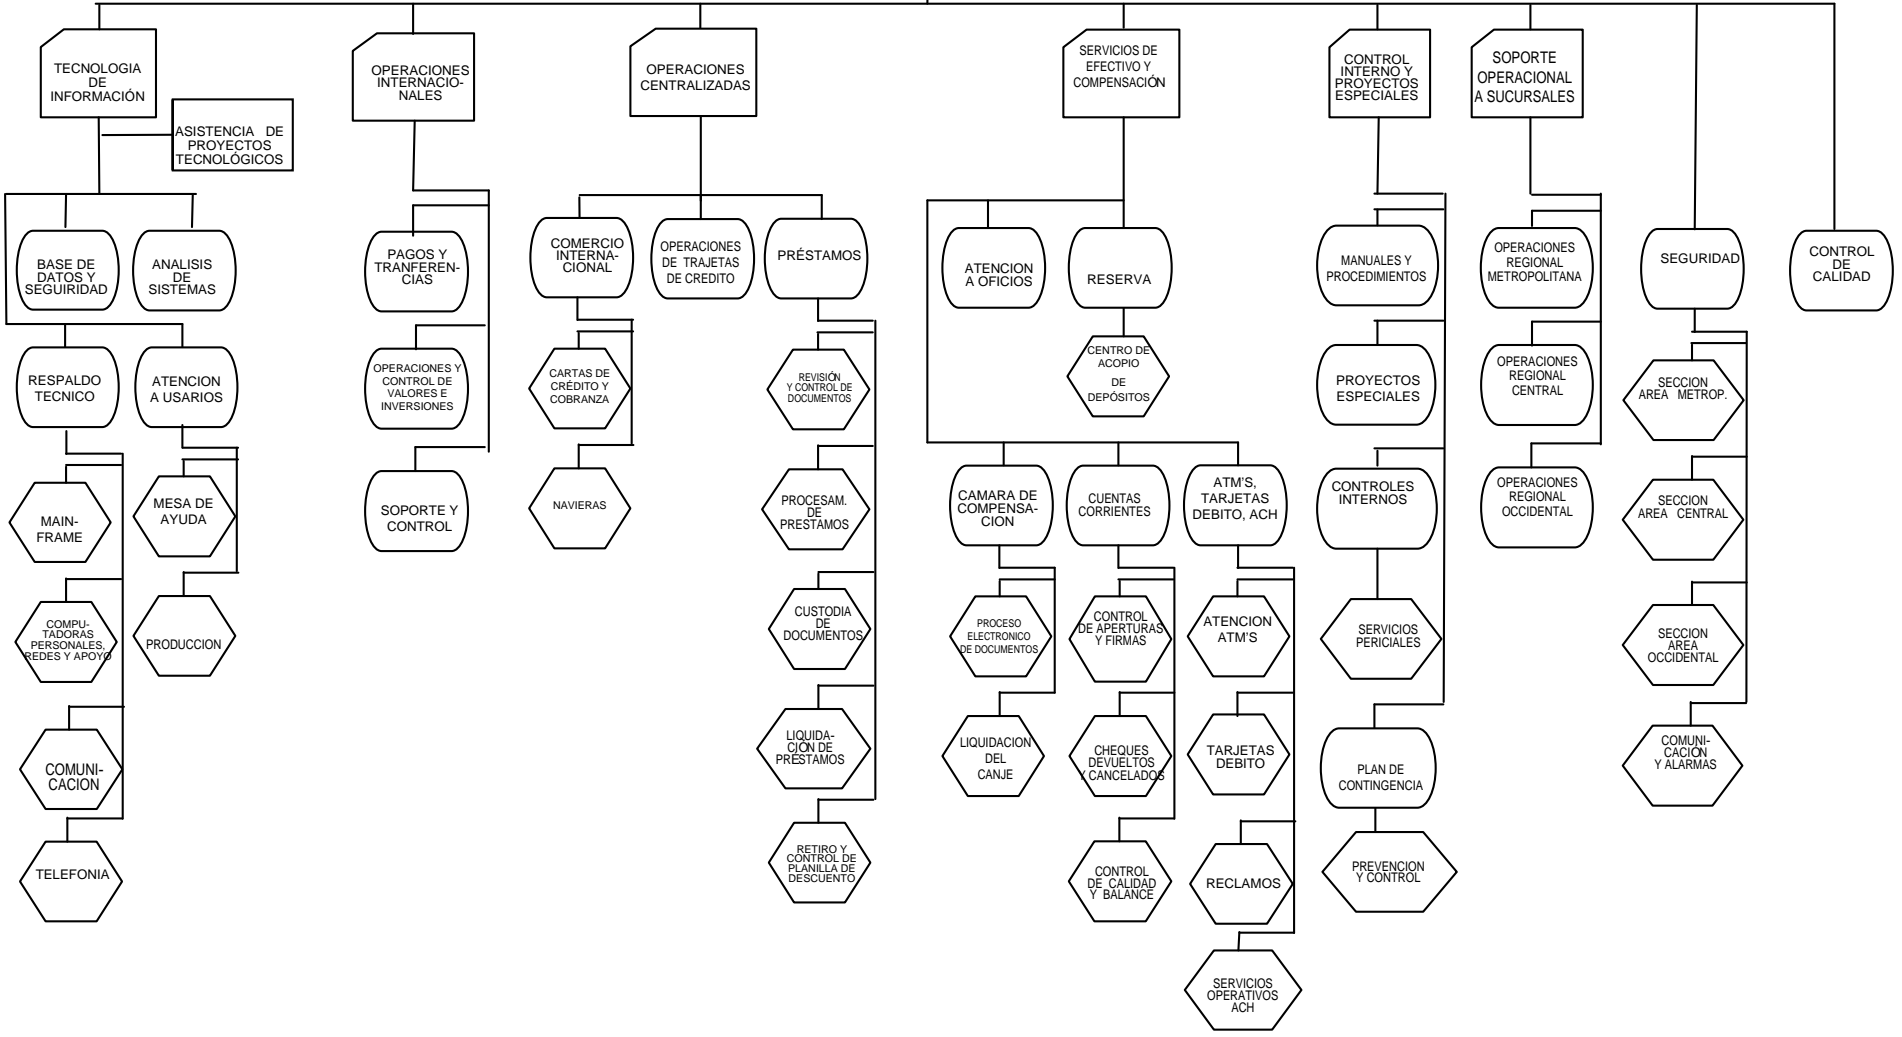 TECNOLOGIA
DE
INFORMACIÓN
ASISTENCIA DE
PROYECTOS
TECNOLÓGICOS
OPERACIONES
INTERNACIO-
NALES
OPERACIONES
CENTRALIZADAS
SERVICIOS DE
EFECTIVO Y
COMPENSACIÓN
CONTROL
INTERNO Y
PROYECTOS
ESPECIALES
SOPORTE
OPERACIONAL
A SUCURSALES
BASE DE
DATOS Y
SEGUIRIDAD
ANALISIS
DE
SISTEMAS
PAGOS Y
TRANFEREN-
CIAS
COMERCIO
INTERNA-
CIONAL
OPERACIONES
DE TRAJETAS
DE CREDITO
PRÉSTAMOS
ATENCION
A OFICIOS
RESERVA
MANUALES Y
PROCEDIMIENTOS
OPERACIONES
REGIONAL
METROPOLITANA
SEGURIDAD
CONTROL
DE
CALIDAD
RESPALDO
TECNICO
ATENCION
A USARIOS
OPERACIONES Y
CONTROL DE
VALORES E
INVERSIONES
CARTAS DE
CRÉDITO Y
COBRANZA
REVISIÓN
Y CONTROL DE
DOCUMENTOS
CENTRO DE
ACOPIO
DE
DEPÓSITOS
PROYECTOS
ESPECIALES
OPERACIONES
REGIONAL
CENTRAL
SECCION
AREA METROP.
MAIN-
FRAME
MESA DE
AYUDA
SOPORTE Y
CONTROL
NAVIERAS
PROCESAM.
DE
PRESTAMOS
CAMARA DE
COMPENSA-
CION
CUENTAS
CORRIENTES
ATM'S,
TARJETAS
DEBITO, ACH
CONTROLES
INTERNOS
OPERACIONES
REGIONAL
OCCIDENTAL
SECCION
AREA CENTRAL
COMPU-
TADORAS
PERSONALES,
REDES Y APOYO
PRODUCCION
CUSTODIA
DE
DOCUMENTOS
PROCESO
ELECTRONICO
DE DOCUMENTOS
CONTROL
DE APERTURAS
Y FIRMAS
ATENCION
ATM'S
SERVICIOS
PERICIALES
SECCION
AREA
OCCIDENTAL
COMUNI-
CACION
LIQUIDA-
CIÓN DE
PRÉSTAMOS
LIQUIDACION
DEL
CANJE
CHEQUES
DEVUELTOS
Y CANCELADOS
TARJETAS
DEBITO
PLAN DE
CONTINGENCIA
COMUNI-
CACIÓN
Y ALARMAS
TELEFONIA
RETIRO Y
CONTROL DE
PLANILLA DE
DESCUENTO
CONTROL
DE CALIDAD
Y BALANCE
RECLAMOS
PREVENCION
Y CONTROL
SERVICIOS
OPERATIVOS
ACH